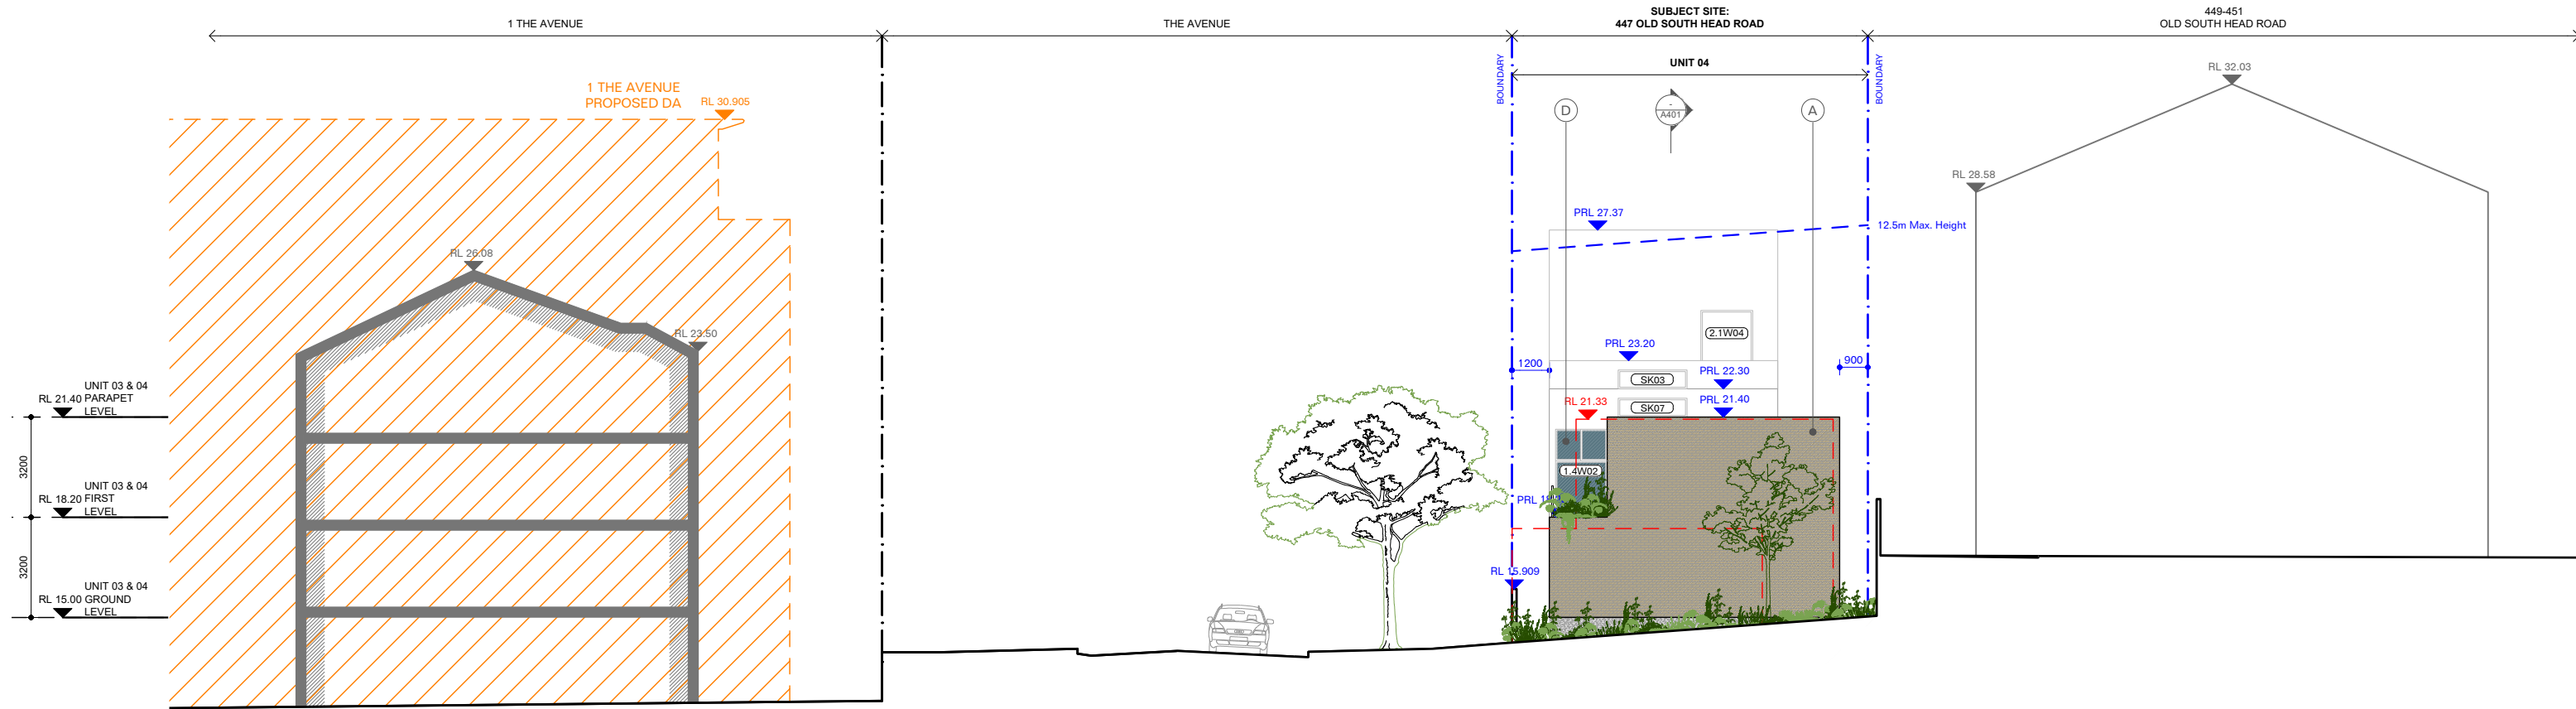 1 THE AVENUE
THE AVENUE
SUBJECT SITE:
447 OLD SOUTH HEAD ROAD
449-451
OLD SOUTH HEAD ROAD
UNIT 04
BOUNDARY
BOUNDARY
1 THE AVENUE
PROPOSED DA
RL 30.905
RL 32.03
D
-
A401
A
RL 28.58
PRL 27.37
12.5m Max. Height
RL 26.08
RL 23.50
2.1W04
PRL 23.20
1200
900
SK03
PRL 22.30
SK07
PRL 21.40
RL 21.33
1.4W02
PRL
RL 15.909
UNIT 03 & 04
RL 21.40 PARAPET
LEVEL
3200
UNIT 03 & 04
RL 18.20 FIRST
LEVEL
3200
UNIT 03 & 04
RL 15.00 GROUND
LEVEL